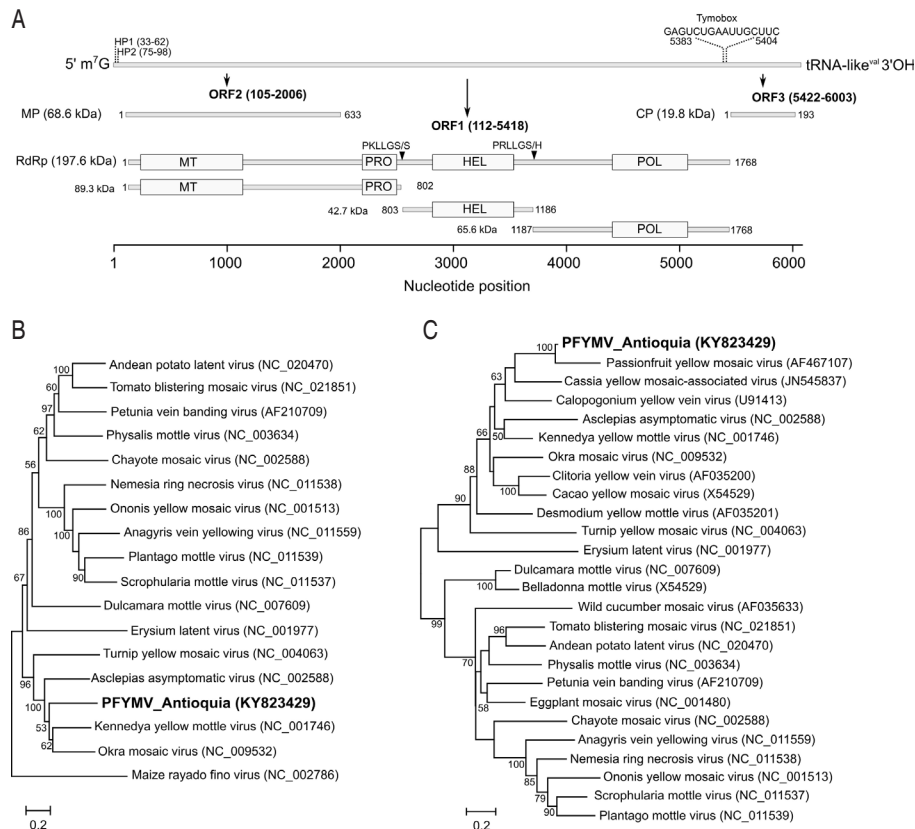 A
HP1 (33-62)
HP2 (75-98)
Tymobox
GAGUCUGAAUUGCUUC
5383 5404
5' m7G
tRNA-likeval 3'OH
ORF2 (105-2006)
ORF3 (5422-6003)
MP (68.6 kDa) 1 633
CP (19.8 kDa) 1 193
ORF1 (112-5418)
PKLLGS/S PRLLGS/H
RdRp (197.6 kDa) 1 MT PRO HEL POL 1768
89.3 kDa 1 MT PRO 802
42.7 kDa 803 HEL 1186
65.6 kDa 1187 POL 1768
1 1000 2000 3000 4000 5000 6000
Nucleotide position
B
Andean potato latent virus (NC_020470)
100
Tomato blistering mosaic virus (NC_021851)
60
Petunia vein banding virus (AF210709)
97
Physalis mottle virus (NC_003634)
62
Chayote mosaic virus (NC_002588)
56
Nemesia ring necrosis virus (NC_011538)
100
Ononis yellow mosaic virus (NC_001513)
100
Anagyris vein yellowing virus (NC_011559)
Plantago mottle virus (NC_011539)
90
Scrophularia mottle virus (NC_011537)
86
Dulcamara mottle virus (NC_007609)
67
Erysium latent virus (NC_001977)
Turnip yellow mosaic virus (NC_004063)
96
Asclepias asymptomatic virus (NC_002588)
100
PFYMV_Antioquia (KY823429)
53
Kennedya yellow mottle virus (NC_001746)
62
Okra mosaic virus (NC_009532)
Maize rayado fino virus (NC_002786)
0.2
C
PFYMV_Antioquia (KY823429)
100
Passionfruit yellow mosaic virus (AF467107)
63
Cassia yellow mosaic-associated virus (JN545837)
Calopogonium yellow vein virus (U91413)
Asclepias asymptomatic virus (NC_002588)
66
50
Kennedya yellow mottle virus (NC_001746)
Okra mosaic virus (NC_009532)
88
Clitoria yellow vein virus (AF035200)
100
Cacao yellow mosaic virus (X54529)
90
Desmodium yellow mottle virus (AF035201)
Turnip yellow mosaic virus (NC_004063)
Erysium latent virus (NC_001977)
Dulcamara mottle virus (NC_007609)
100
Belladonna mottle virus (X54529)
Wild cucumber mosaic virus (AF035633)
99
Tomato blistering mosaic virus (NC_021851)
96
Andean potato latent virus (NC_020470)
70
Physalis mottle virus (NC_003634)
Petunia vein banding virus (AF210709)
58
Eggplant mosaic virus (NC_001480)
Chayote mosaic virus (NC_002588)
Anagyris vein yellowing virus (NC_011559)
100
Nemesia ring necrosis virus (NC_011538)
85
Ononis yellow mosaic virus (NC_001513)
79
Scrophularia mottle virus (NC_011537)
90
Plantago mottle virus (NC_011539)
0.2